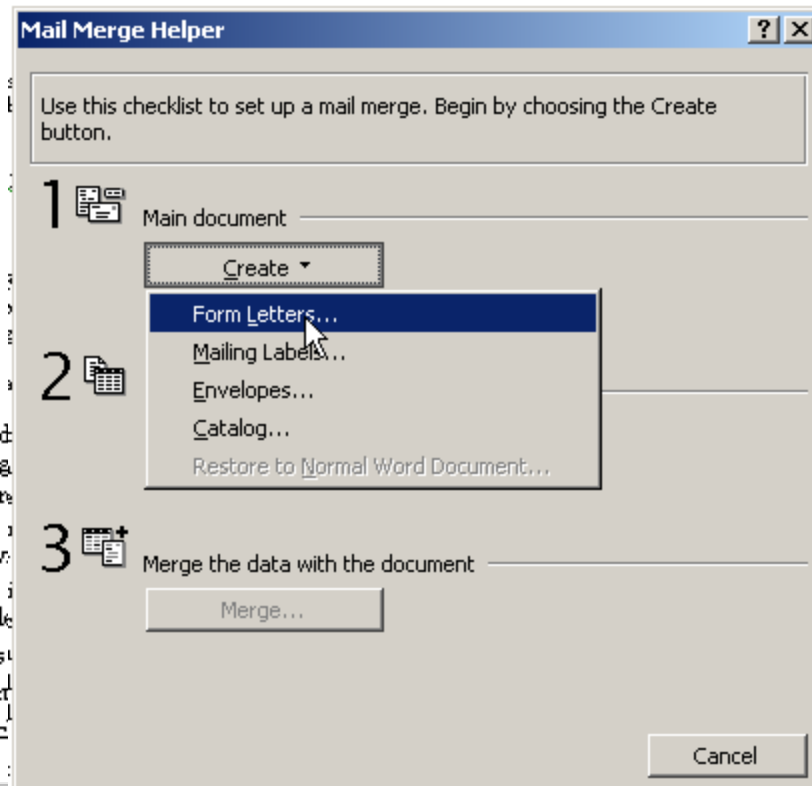 Mail Merge Helper
Use this checklist to set up a mail merge. Begin by choosing the Create
button.
1
Main document
Create
Form Letters...
Mailing Labels...
2
Envelopes...
Catalog...
Restore to Normal Word Document...
3
Merge the data with the document
Merge...
Cancel